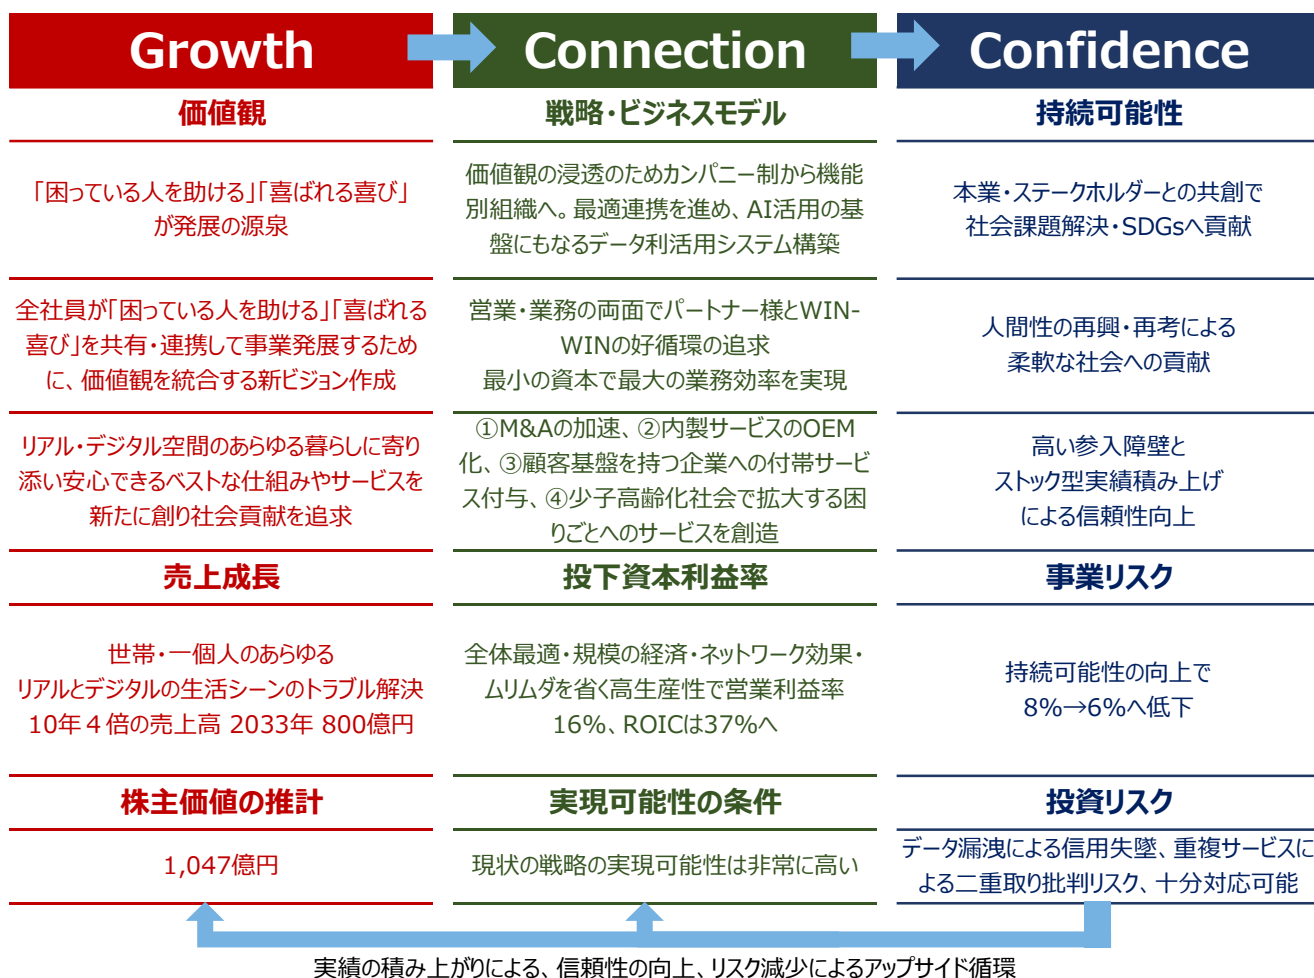 Growth
Connection
Confidence
価値観
戦略・ビジネスモデル
持続可能性
「困っている人を助ける」「喜ばれる喜び」
が発展の源泉
価値観の浸透のためカンパニー制から機能
別組織へ。最適連携を進め、AI活用の基
盤にもなるデータ利活用システム構築
本業・ステークホルダーとの共創で
社会課題解決・SDGsへ貢献
全社員が「困っている人を助ける」「喜ばれる
喜び」を共有・連携して事業発展するため
に、価値観を統合する新ビジョン作成
営業・業務の両面でパートナー様とWIN-
WINの好循環の追求
最小の資本で最大の業務効率を実現
人間性の再興・再考による
柔軟な社会への貢献
リアル・デジタル空間のあらゆる暮らしに寄り
添い安心できるベストな仕組みやサービスを
新たに創り社会貢献を追求
①M&Aの加速、②内製サービスのOEM
化、③顧客基盤を持つ企業への付帯サービ
ス付与、④少子高齢化社会で拡大する困
りごとへのサービスを創造
高い参入障壁と
ストック型実績積み上げ
による信頼性向上
売上成長
投下資本利益率
事業リスク
世帯・一個人のあらゆる
リアルとデジタルの生活シーンのトラブル解決
10年４倍の売上高 2033年 800億円
全体最適・規模の経済・ネットワーク効果・
ムリムダを省く高生産性で営業利益率
16%、ROICは37%へ
持続可能性の向上で
8%→6%へ低下
株主価値の推計
実現可能性の条件
投資リスク
1,047億円
現状の戦略の実現可能性は非常に高い
データ漏洩による信用失墜、重複サービスに
よる二重取り批判リスク、十分対応可能
実績の積み上がりによる、信頼性の向上、リスク減少によるアップサイド循環